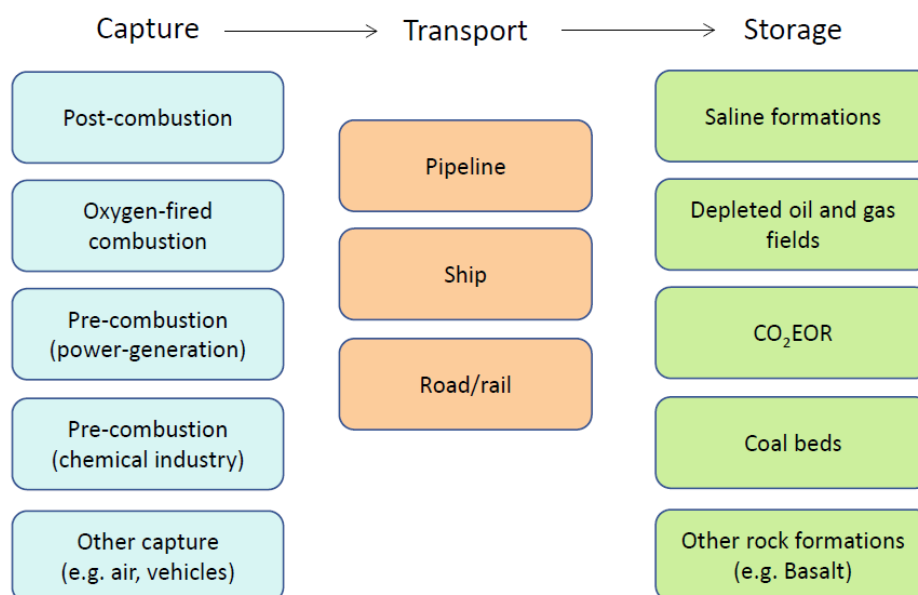 Capture
Transport
Storage
Post-combustion
Oxygen-fired
combustion
Pre-combustion
(power-generation)
Pre-combustion
(chemical industry)
Other capture
(e.g. air, vehicles)
Pipeline
Ship
Road/rail
Saline formations
Depleted oil and gas
fields
CO₂EOR
Coal beds
Other rock formations
(e.g. Basalt)